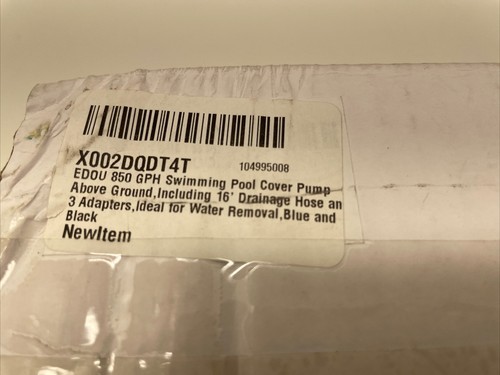 X002DQDT4T 104995008
EDOU 850 GPH Swimming Pool Cover Pump
Above Ground,Including 16' Drainage Hose an
3 Adapters,Ideal for Water Removal,Blue and
Black
NewItem